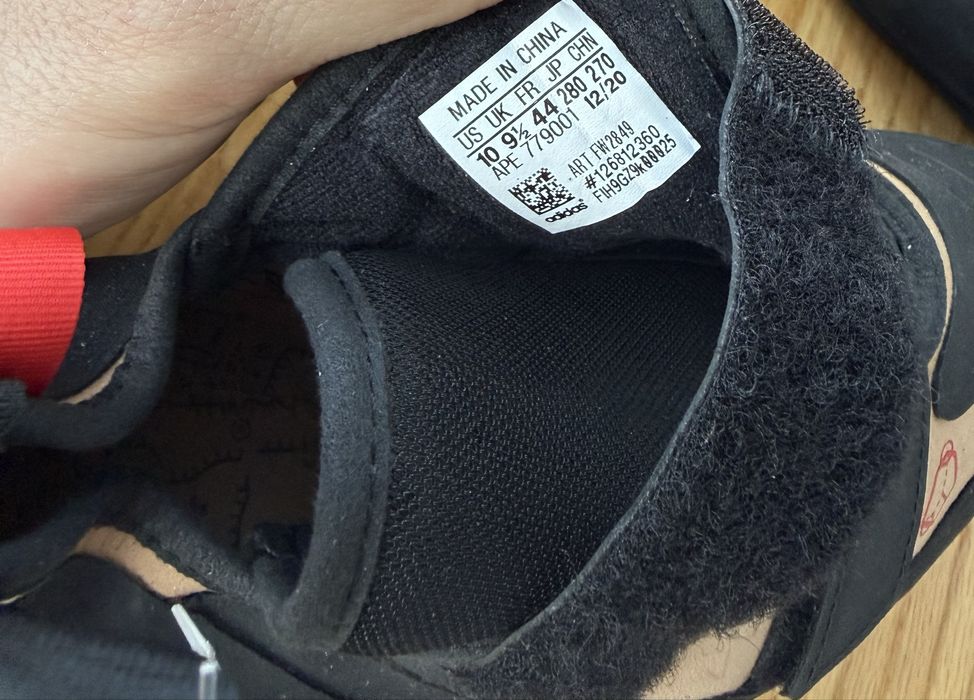 MADE IN CHINA
US UK FR JP CHN
10 9½ 44 280 270
APE 779001 12/20
ART FW2849
#126812360
FIH9GZ9k00025
adidas